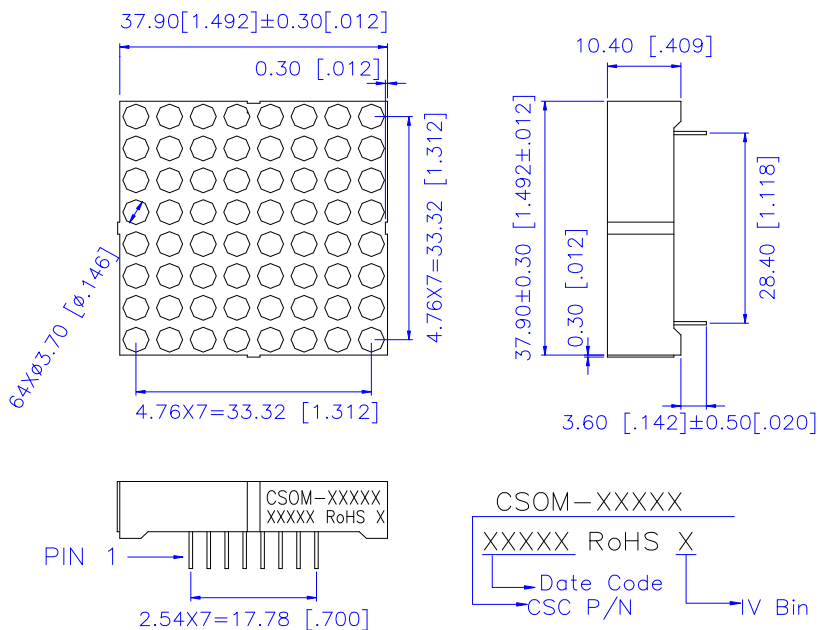 37.90[1.492]±0.30[.012]
10.40 [.409]
0.30 [.012]
4.76X7=33.32 [1.312]
37.90±0.30 [1.492±.012]
0.30 [.012]
28.40 [1.118]
64Xø3.70 [ø.146]
4.76X7=33.32 [1.312]
3.60 [.142]±0.50[.020]
CSOM-XXXXX
XXXXX RoHS X
PIN 1
2.54X7=17.78 [.700]
CSOM-XXXXX
XXXXX RoHS X
Date Code
CSC P/N
IV Bin